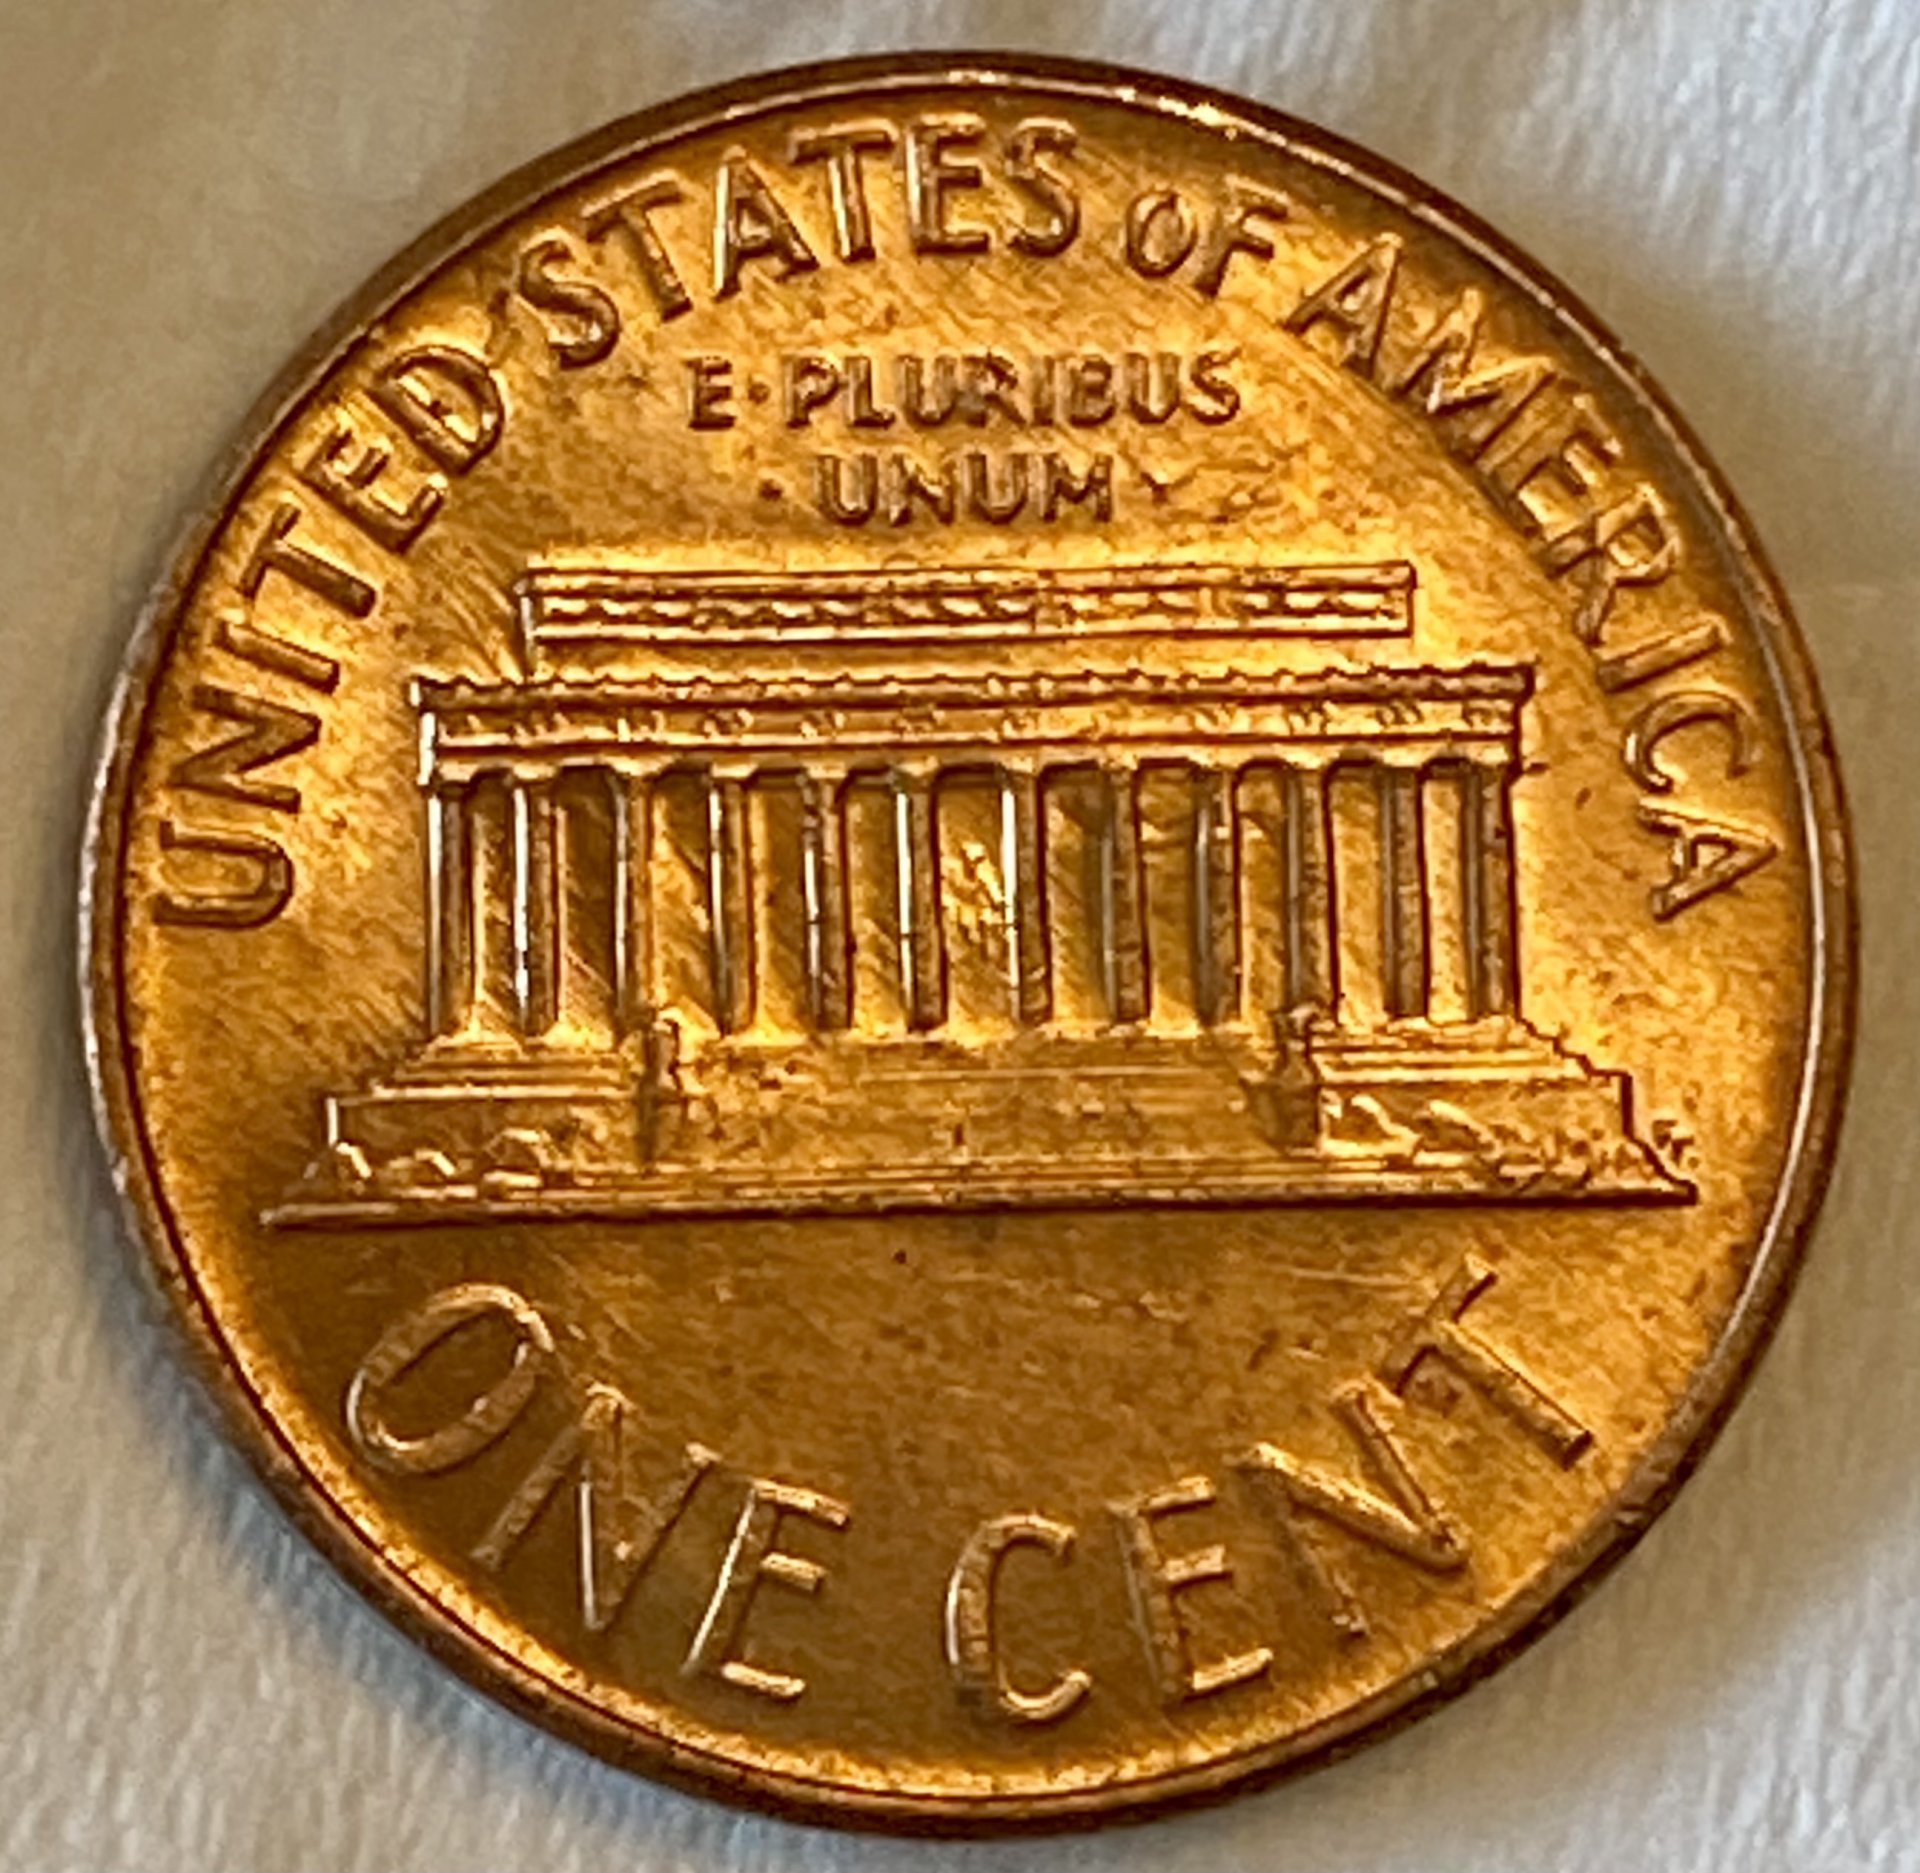 UNITED STATES OF AMERICA
E·PLURIBUS
·UNUM·
ONE CENT